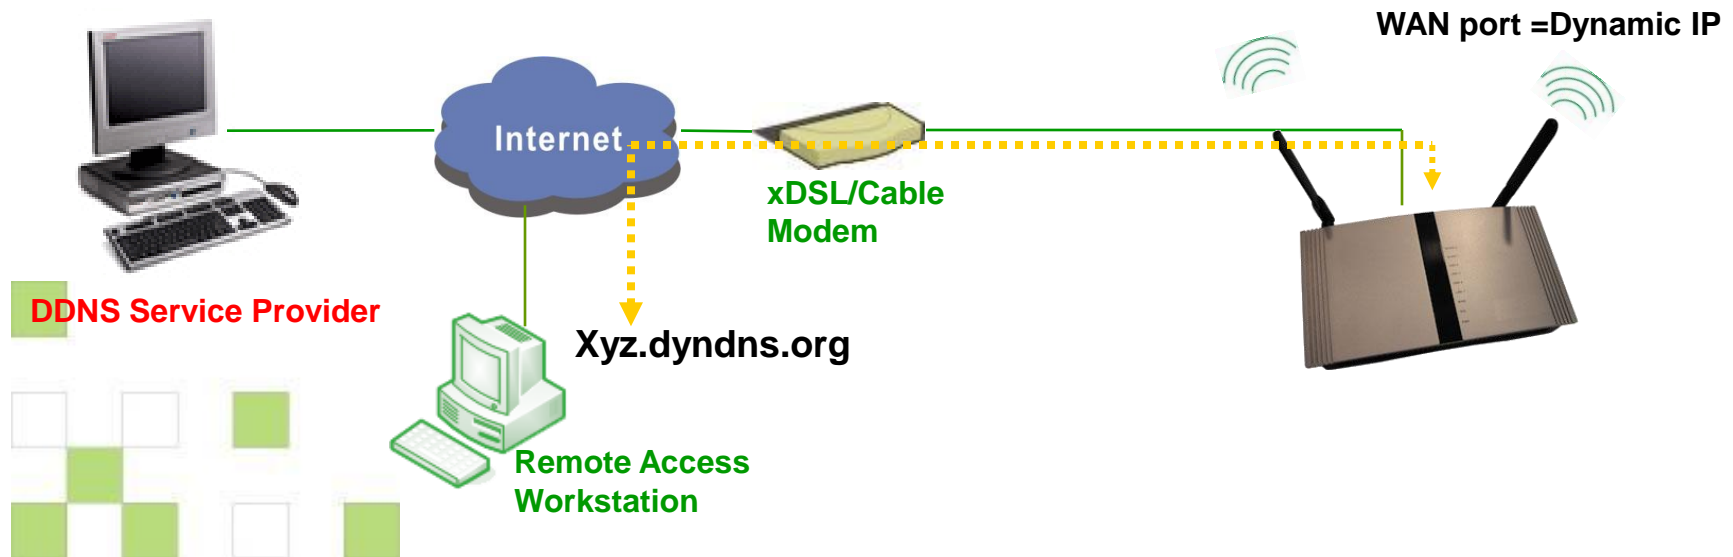 WAN port =Dynamic IP
Internet
xDSL/Cable
Modem
DDNS Service Provider
Xyz.dyndns.org
Remote Access
Workstation